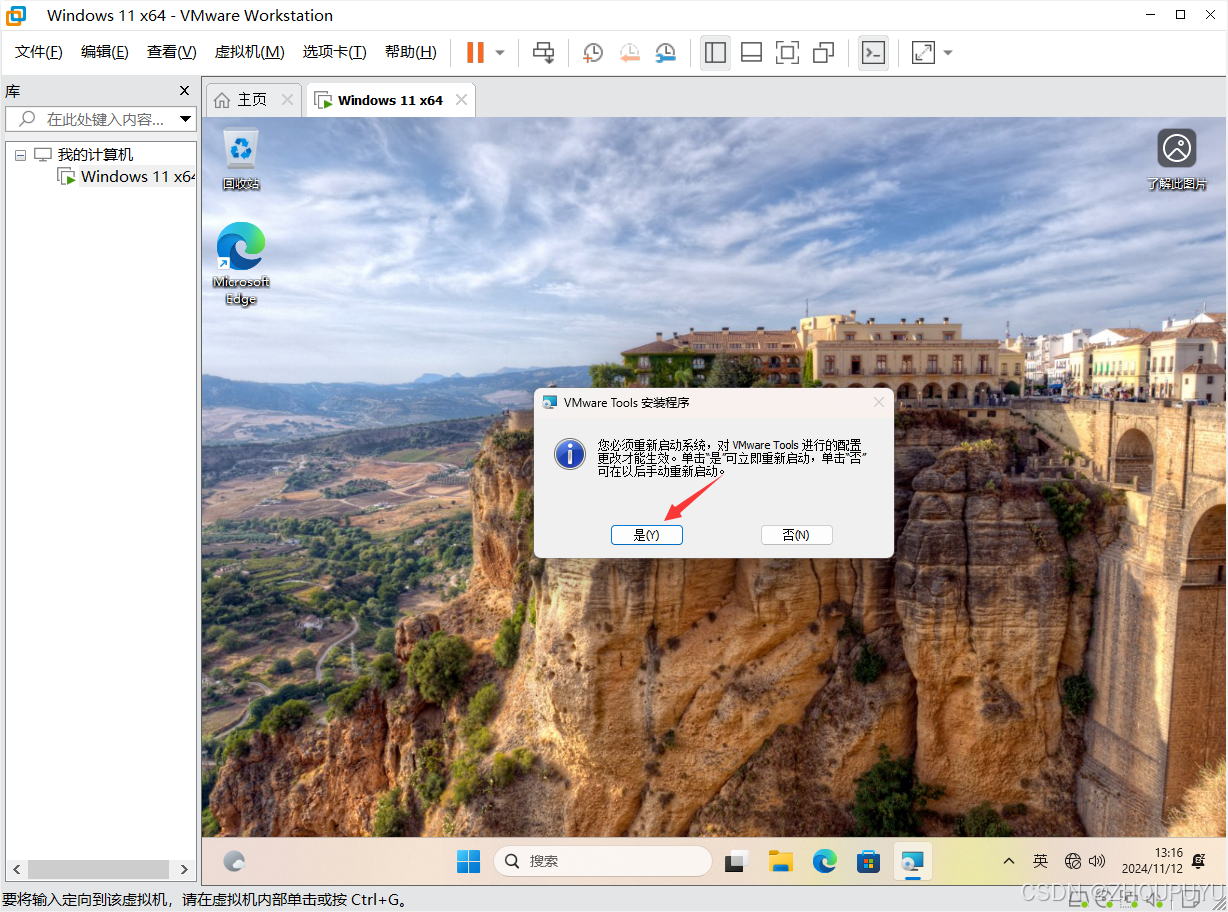 Windows 11 x64 - VMware Workstation
文件(F) 编辑(E) 查看(V) 虚拟机(M) 选项卡(T) 帮助(H)
库
在此处键入内容...
我的计算机
Windows 11 x64
主页
Windows 11 x64
回收站
Microsoft
Edge
了解此图片
VMware Tools 安装程序
您必须重新启动系统，对 VMware Tools 进行的配置
更改才能生效。单击“是”可立即重新启动，单击“否”
可在以后手动重新启动。
是(Y)
否(N)
搜索
英
13:16
2024/11/12
要将输入定向到该虚拟机，请在虚拟机内部单击或按 Ctrl+G。
CSDN @ZHOUPUYU